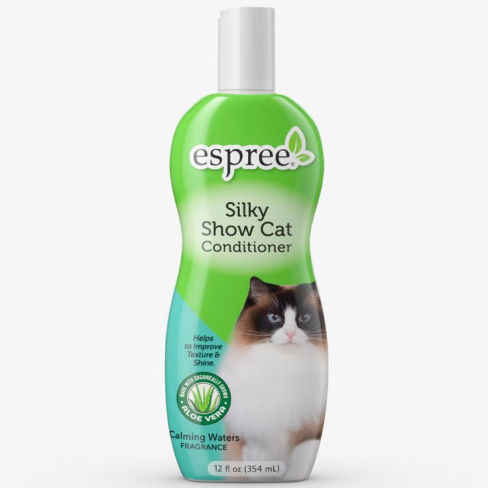 espree®
Silky
Show Cat
Conditioner
Helps
to Improve
Texture &
Shine.
MADE WITH ORGANICALLY GROWN
ALOE VERA
Calming Waters
FRAGRANCE
12 fl oz (354 mL)